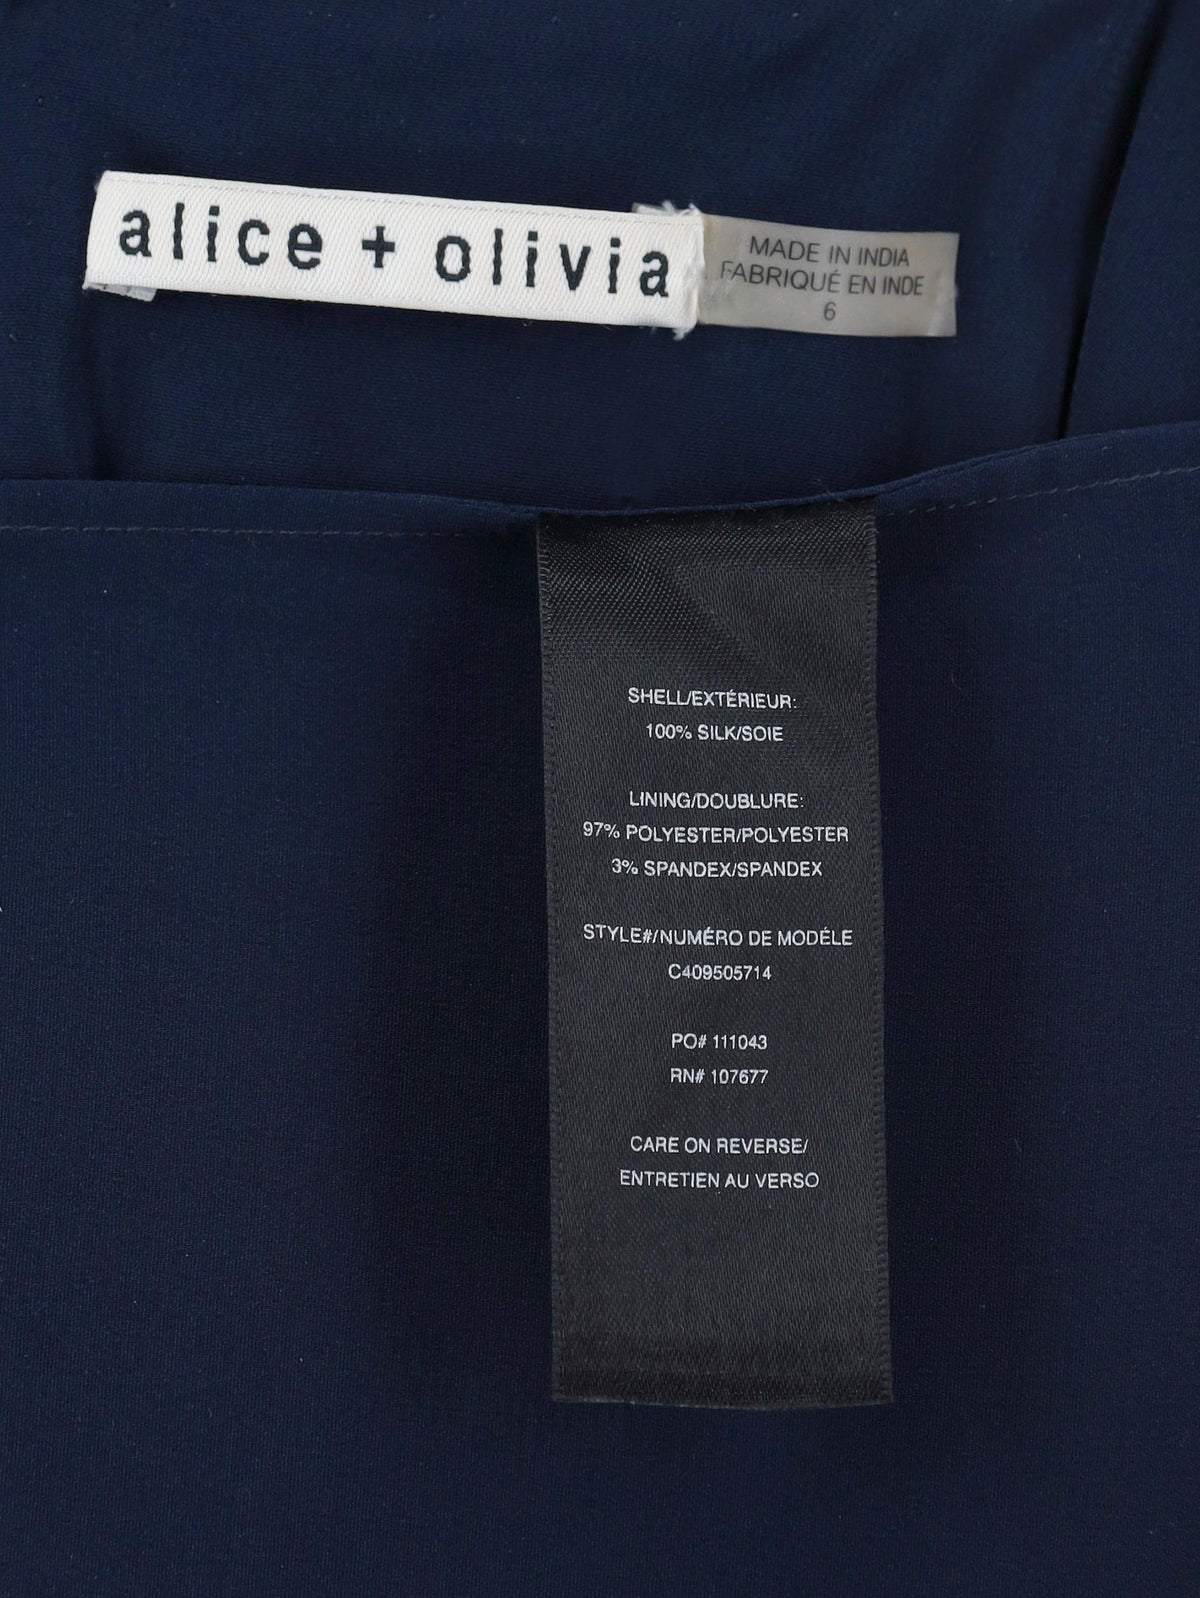 alice + olivia
MADE IN INDIA
FABRIQUÉ EN INDE
6
SHELL/EXTÉRIEUR:
100% SILK/SOIE
LINING/DOUBLURE:
97% POLYESTER/POLYESTER
3% SPANDEX/SPANDEX
STYLE#/NUMÉRO DE MODÉLE
C409505714
PO# 111043
RN# 107677
CARE ON REVERSE/
ENTRETIEN AU VERSO